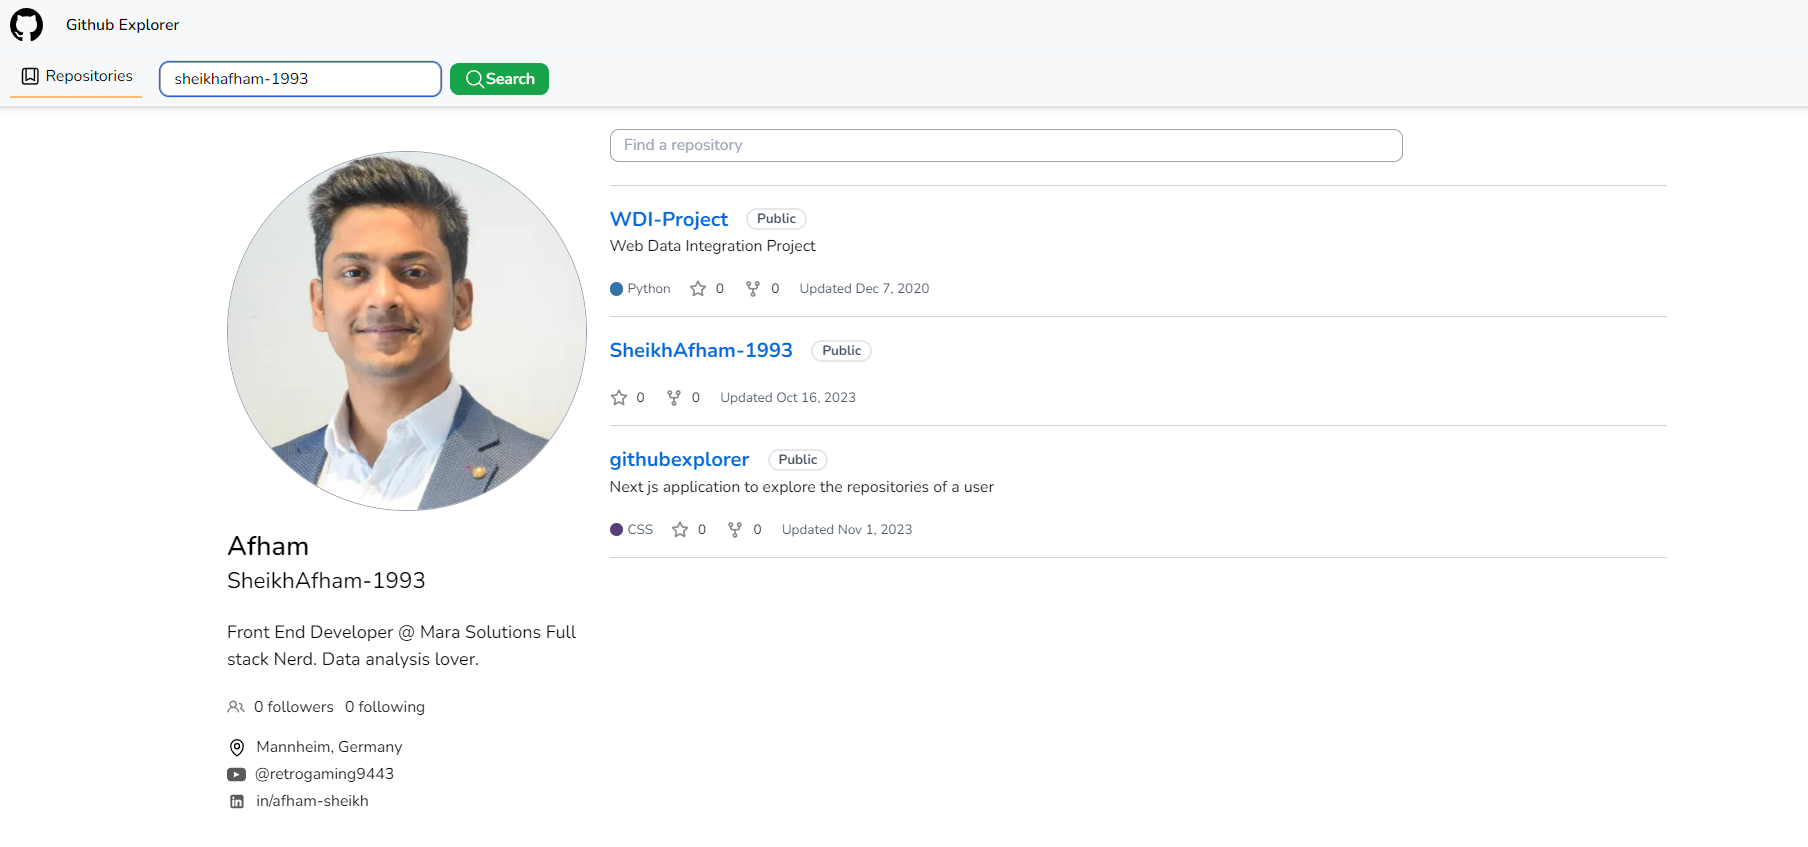 Github Explorer
Repositories
sheikhafham-1993
Search
Find a repository
WDI-Project Public
Web Data Integration Project
Python 0 0 Updated Dec 7, 2020
SheikhAfham-1993 Public
0 0 Updated Oct 16, 2023
githubexplorer Public
Next js application to explore the repositories of a user
CSS 0 0 Updated Nov 1, 2023
Afham
SheikhAfham-1993
Front End Developer @ Mara Solutions Full
stack Nerd. Data analysis lover.
0 followers 0 following
Mannheim, Germany
@retrogaming9443
in/afham-sheikh